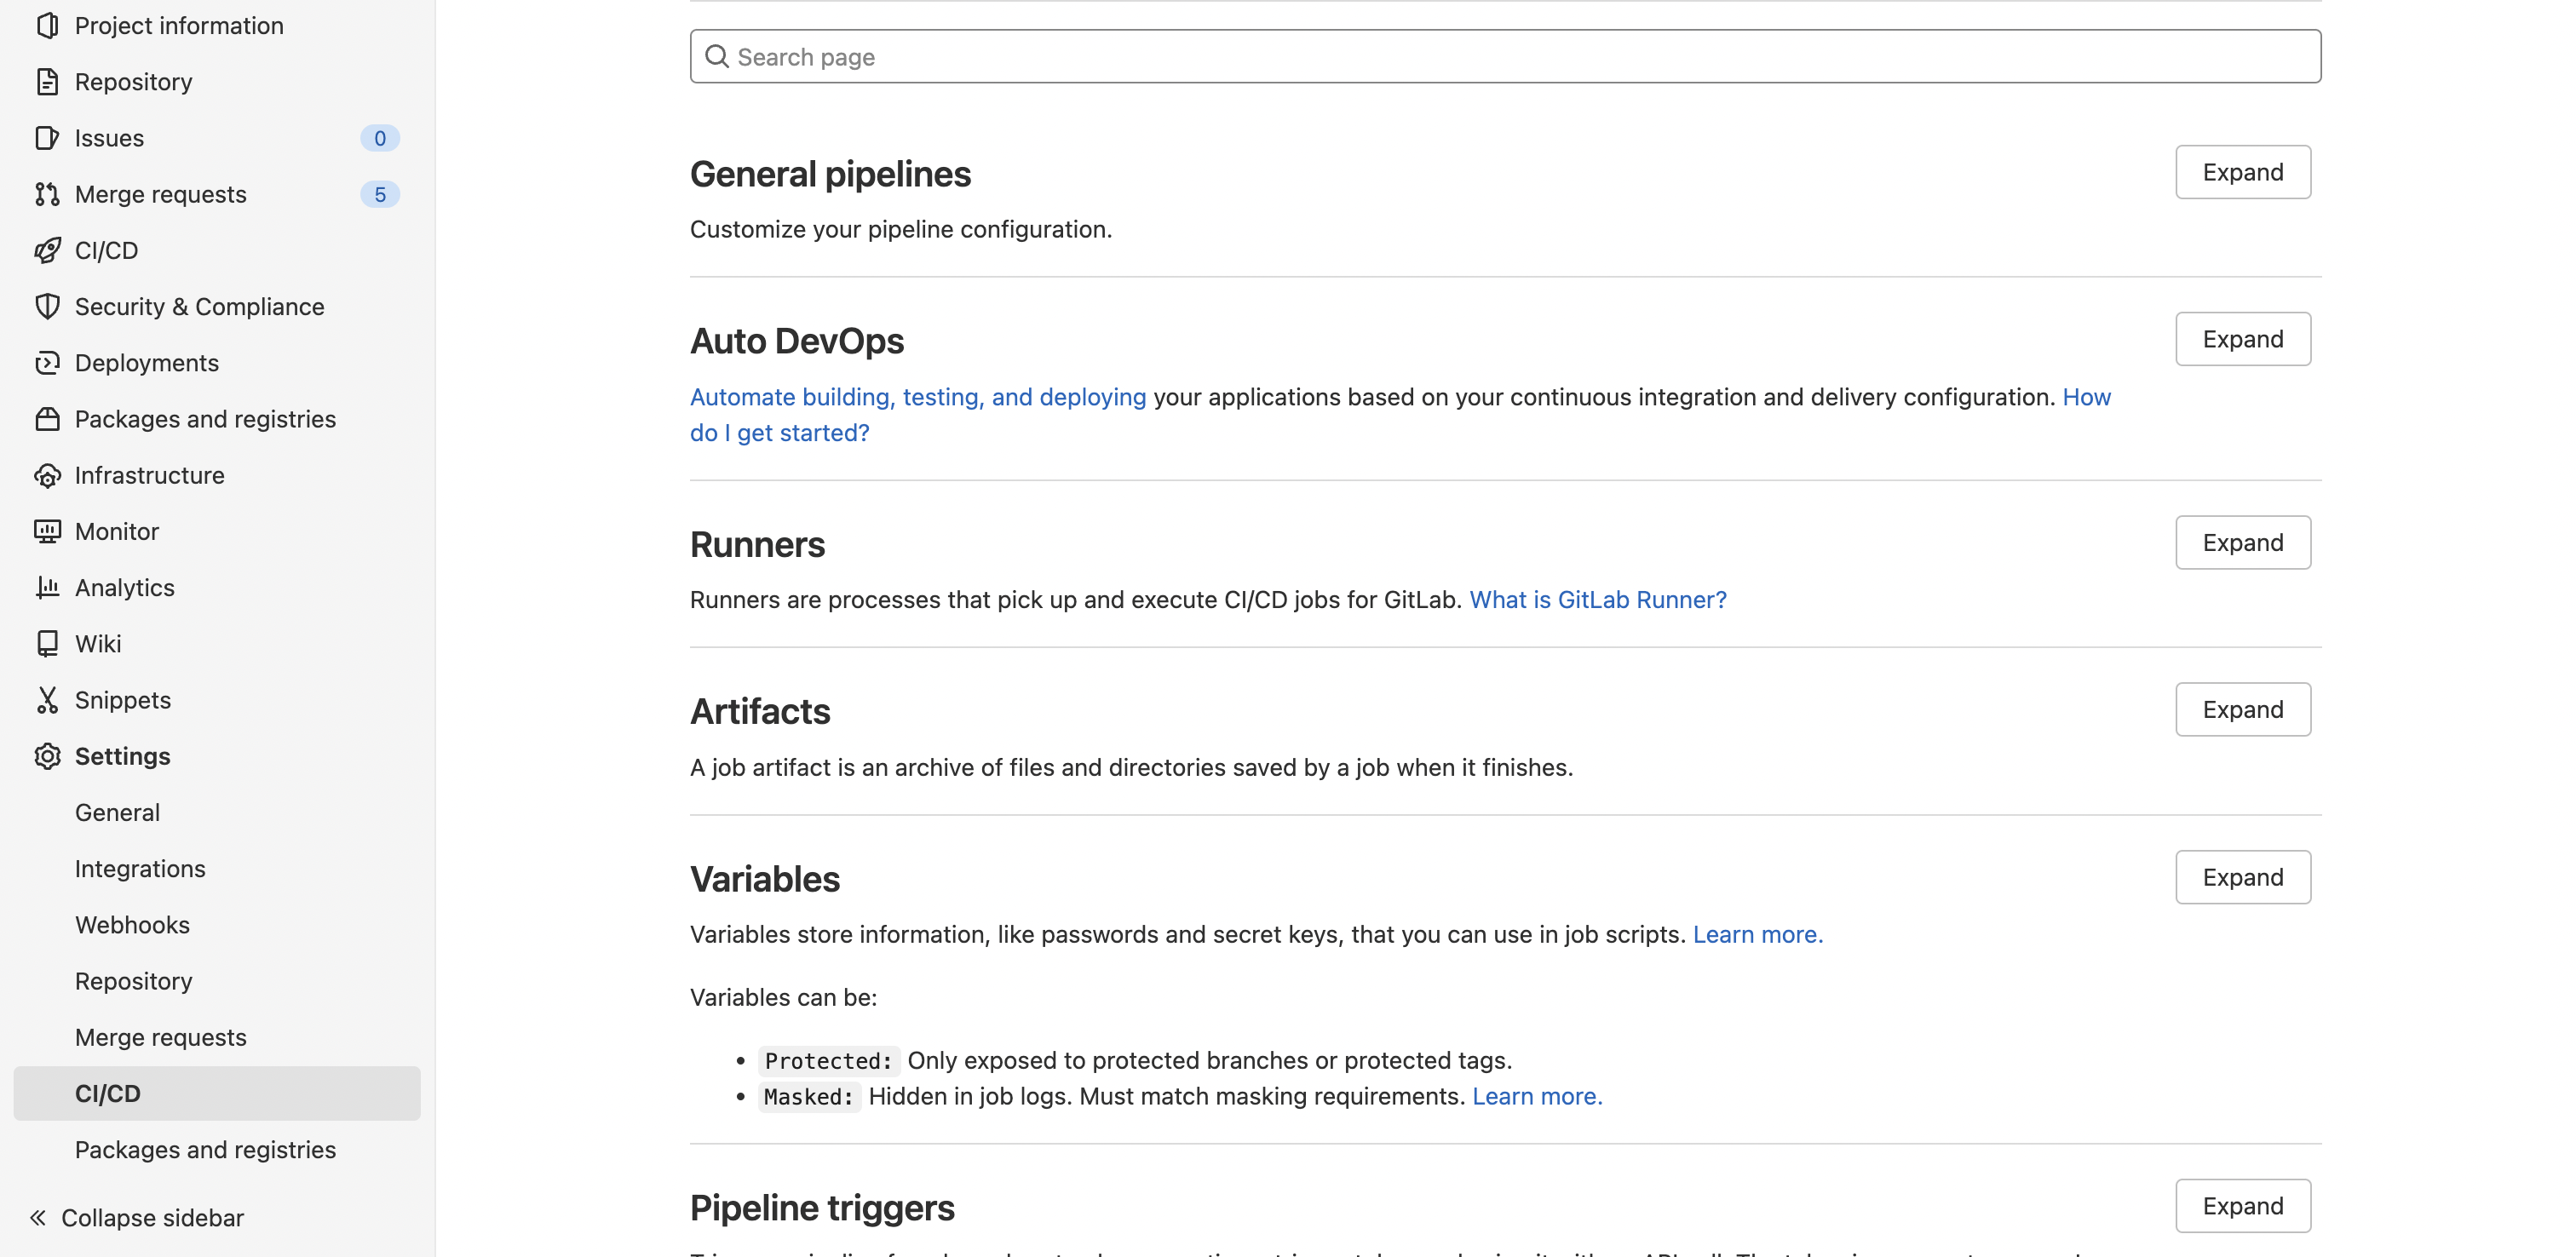 Project information
Repository
Issues 0
Merge requests 5
CI/CD
Security & Compliance
Deployments
Packages and registries
Infrastructure
Monitor
Analytics
Wiki
Snippets
Settings
General
Integrations
Webhooks
Repository
Merge requests
CI/CD
Packages and registries
Collapse sidebar
Search page
General pipelines
Expand
Customize your pipeline configuration.
Auto DevOps
Expand
Automate building, testing, and deploying your applications based on your continuous integration and delivery configuration. How
do I get started?
Runners
Expand
Runners are processes that pick up and execute CI/CD jobs for GitLab. What is GitLab Runner?
Artifacts
Expand
A job artifact is an archive of files and directories saved by a job when it finishes.
Variables
Expand
Variables store information, like passwords and secret keys, that you can use in job scripts. Learn more.
Variables can be:
• Protected: Only exposed to protected branches or protected tags.
• Masked: Hidden in job logs. Must match masking requirements. Learn more.
Pipeline triggers
Expand